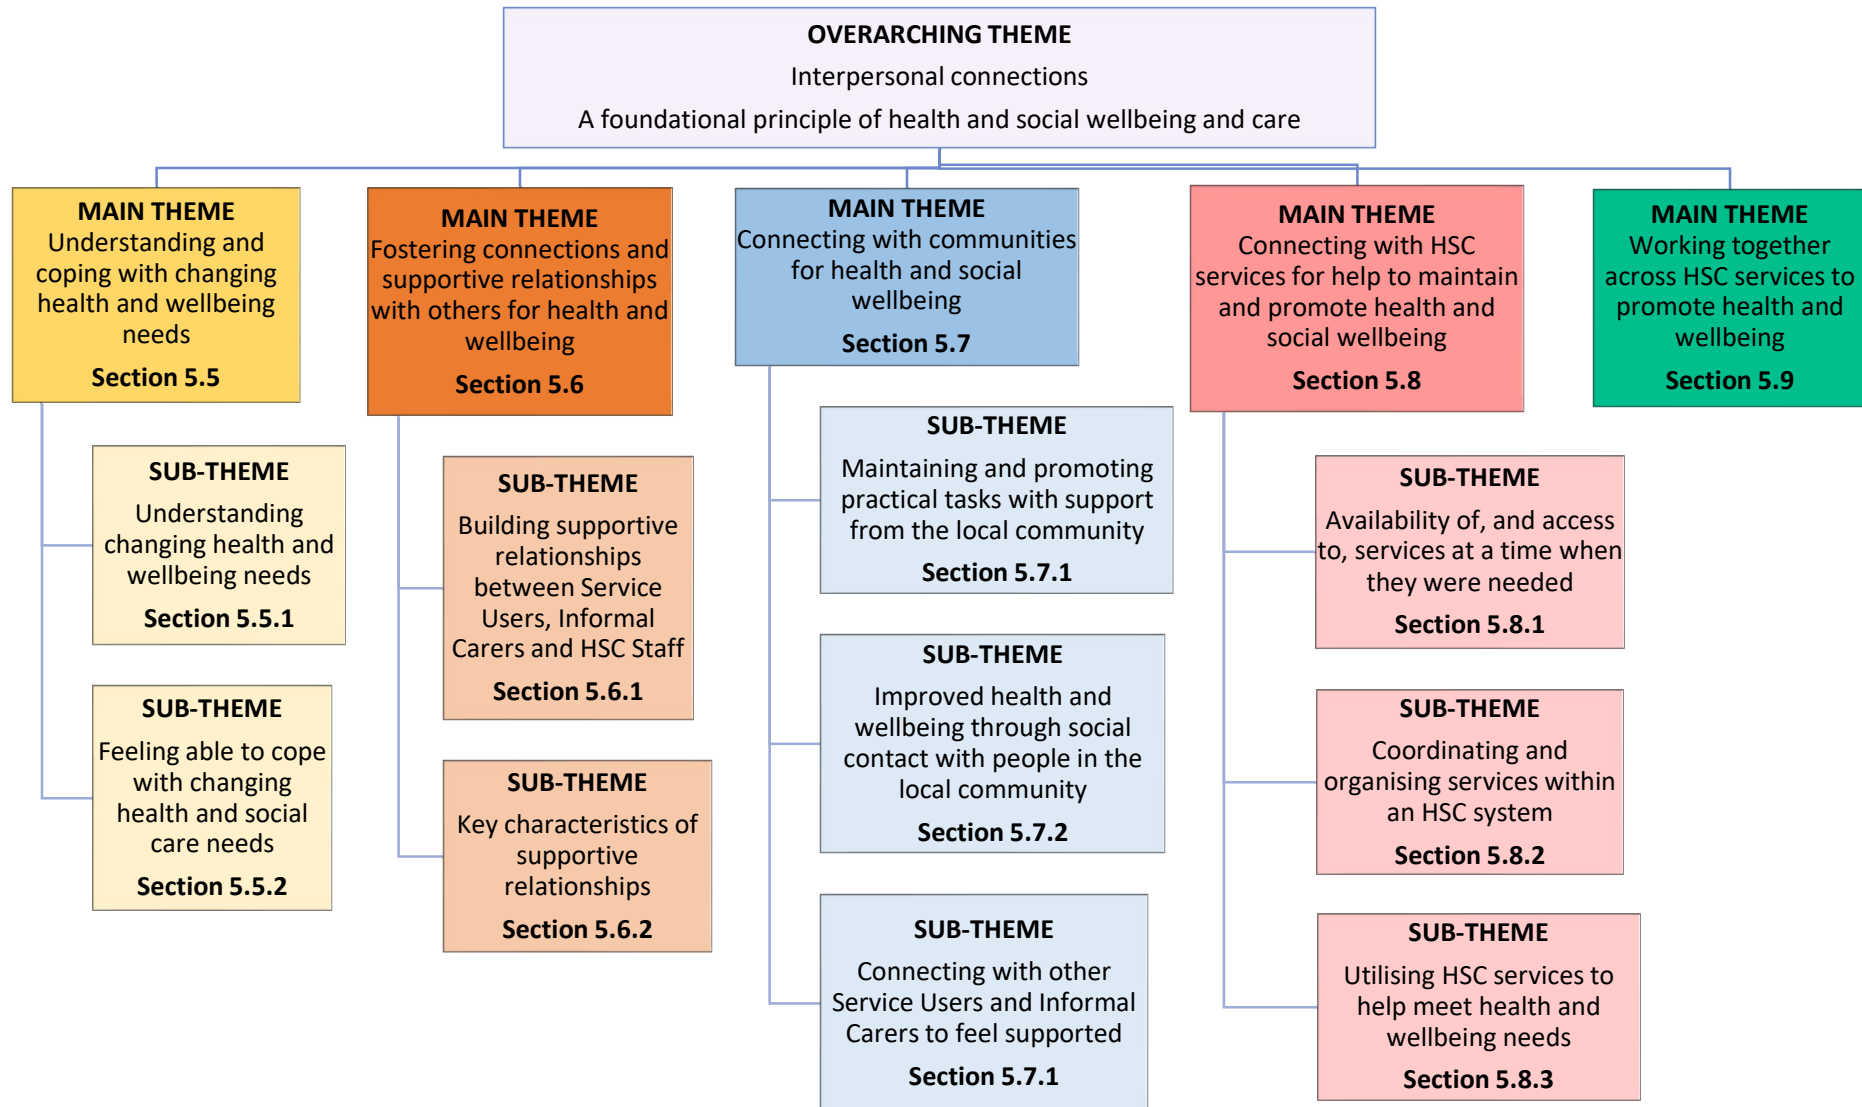 OVERARCHING THEME
Interpersonal connections
A foundational principle of health and social wellbeing and care
MAIN THEME
Understanding and
coping with changing
health and wellbeing
needs
Section 5.5
SUB-THEME
Understanding
changing health and
wellbeing needs
Section 5.5.1
SUB-THEME
Feeling able to cope
with changing
health and social
care needs
Section 5.5.2
MAIN THEME
Fostering connections and
supportive relationships
with others for health and
wellbeing
Section 5.6
SUB-THEME
Building supportive
relationships
between Service
Users, Informal
Carers and HSC Staff
Section 5.6.1
SUB-THEME
Key characteristics of
supportive
relationships
Section 5.6.2
MAIN THEME
Connecting with communities
for health and social
wellbeing
Section 5.7
SUB-THEME
Maintaining and promoting
practical tasks with support
from the local community
Section 5.7.1
SUB-THEME
Improved health and
wellbeing through social
contact with people in the
local community
Section 5.7.2
SUB-THEME
Connecting with other
Service Users and Informal
Carers to feel supported
Section 5.7.1
MAIN THEME
Connecting with HSC
services for help to maintain
and promote health and
social wellbeing
Section 5.8
SUB-THEME
Availability of, and access
to, services at a time when
they were needed
Section 5.8.1
SUB-THEME
Coordinating and
organising services within
an HSC system
Section 5.8.2
SUB-THEME
Utilising HSC services to
help meet health and
wellbeing needs
Section 5.8.3
MAIN THEME
Working together
across HSC services to
promote health and
wellbeing
Section 5.9